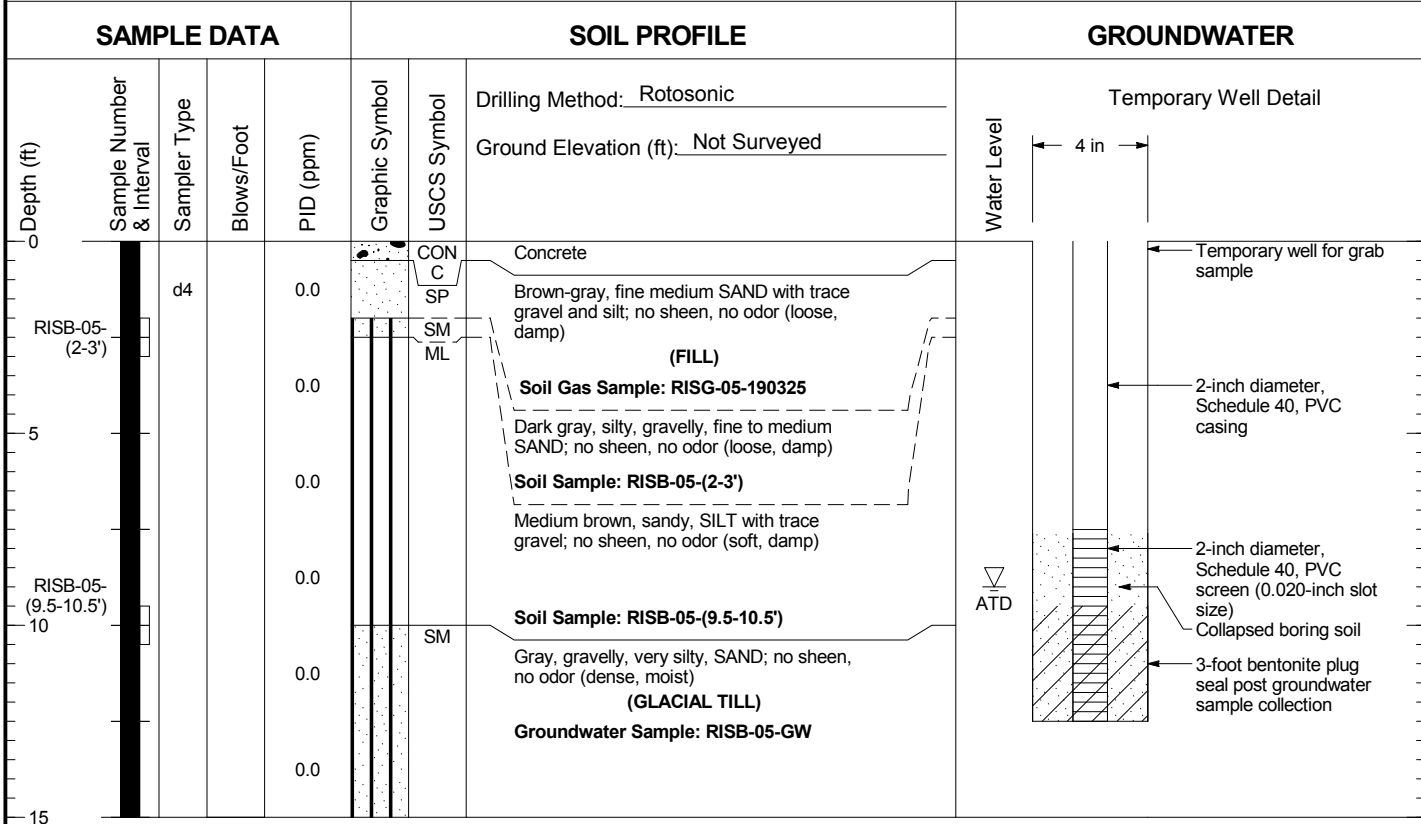 SAMPLE DATA
SOIL PROFILE
GROUNDWATER
Depth (ft)
Sample Number
& Interval
Sampler Type
Blows/Foot
PID (ppm)
Graphic Symbol
USCS Symbol
Drilling Method: Rotosonic
Ground Elevation (ft): Not Surveyed
Water Level
Temporary Well Detail
4 in
0
CON
C
Concrete
Temporary well for grab
sample
d4
0.0
SP
Brown-gray, fine medium SAND with trace
gravel and silt; no sheen, no odor (loose,
damp)
RISB-05-
(2-3')
SM
ML
(FILL)
Soil Gas Sample: RISG-05-190325
0.0
2-inch diameter,
Schedule 40, PVC
casing
5
Dark gray, silty, gravelly, fine to medium
SAND; no sheen, no odor (loose, damp)
0.0
Soil Sample: RISB-05-(2-3')
Medium brown, sandy, SILT with trace
gravel; no sheen, no odor (soft, damp)
0.0
ATD
2-inch diameter,
Schedule 40, PVC
screen (0.020-inch slot
size)
RISB-05-
(9.5-10.5')
Soil Sample: RISB-05-(9.5-10.5')
Collapsed boring soil
10
SM
Gray, gravelly, very silty, SAND; no sheen,
no odor (dense, moist)
0.0
3-foot bentonite plug
seal post groundwater
sample collection
(GLACIAL TILL)
Groundwater Sample: RISB-05-GW
0.0
15